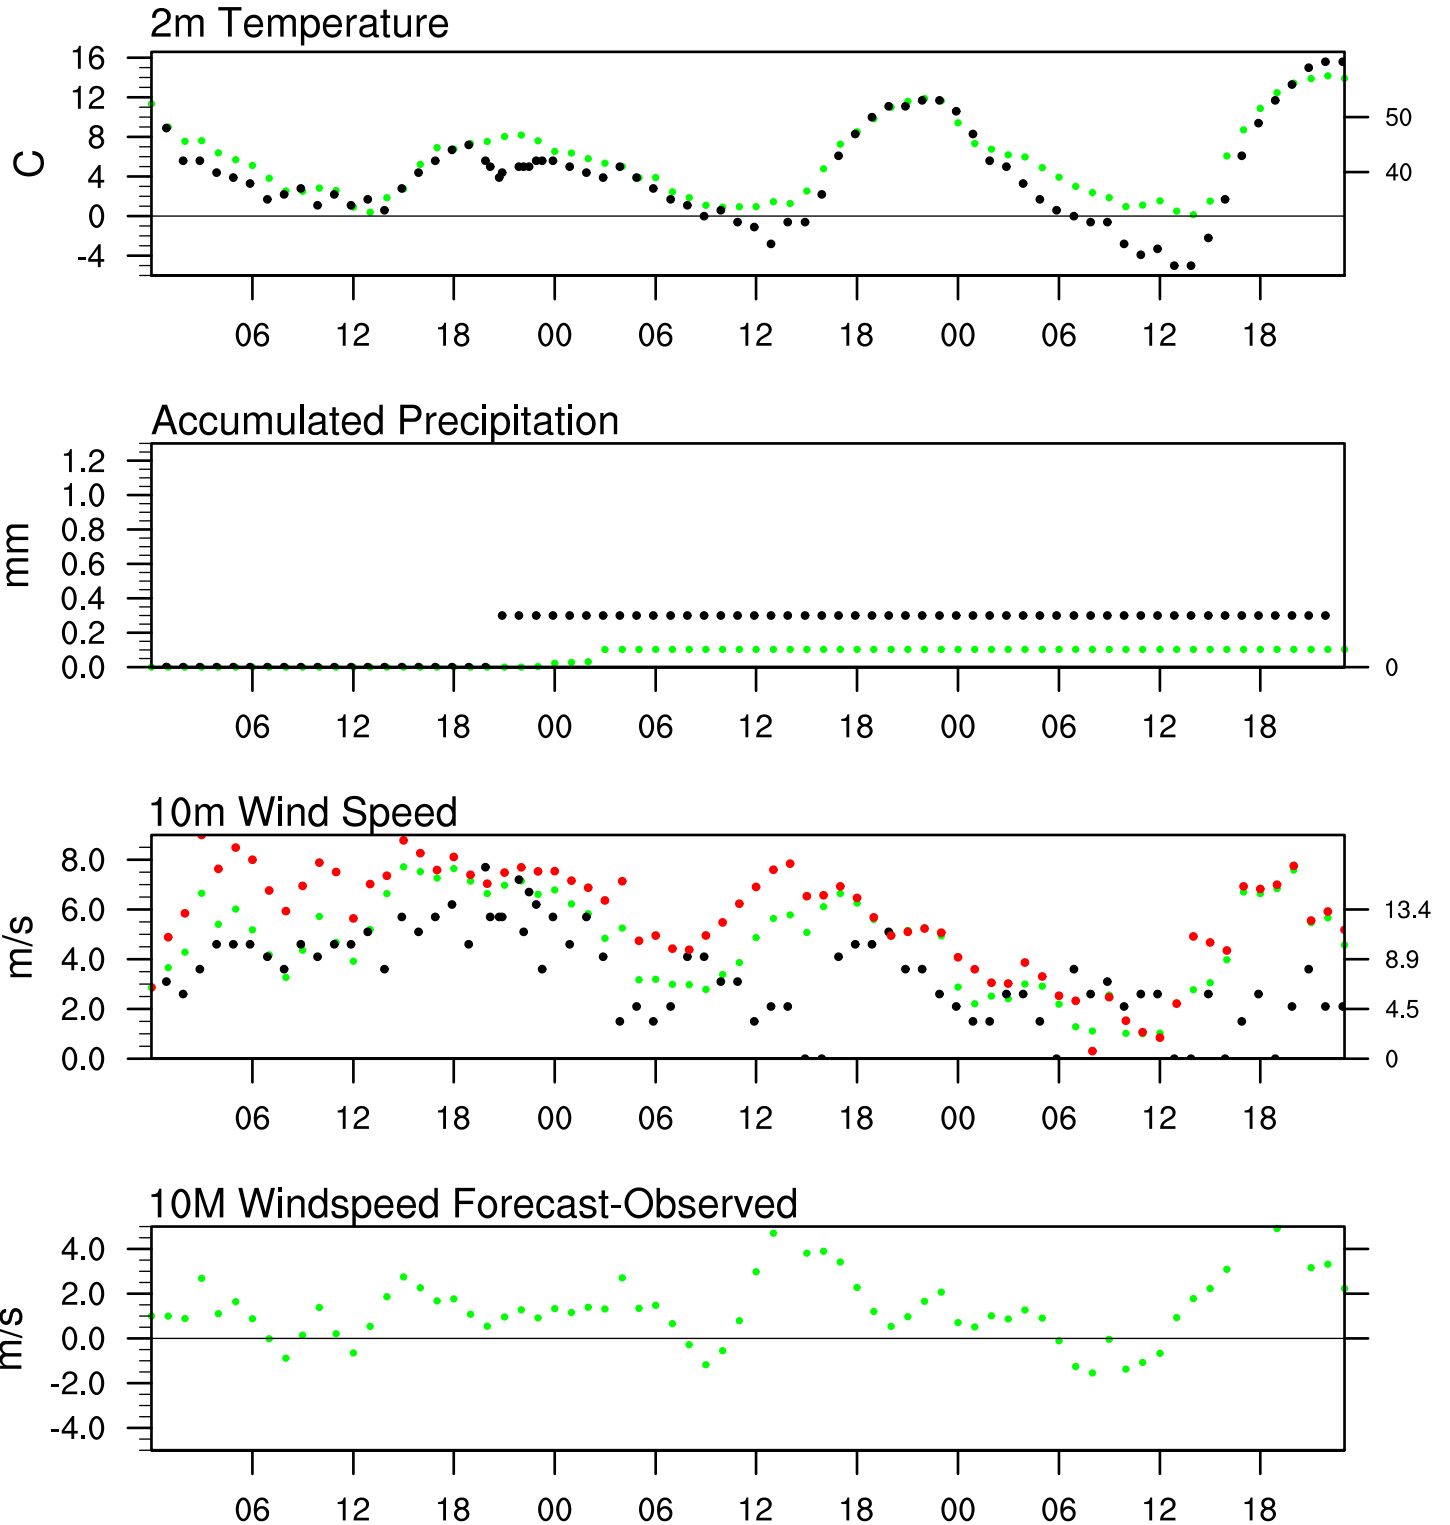 2m Temperature
16
12
8
4
0
-4
C
50
40
06 12 18 00 06 12 18 00 06 12 18
Accumulated Precipitation
1.2
1.0
0.8
0.6
0.4
0.2
0.0
mm
0
06 12 18 00 06 12 18 00 06 12 18
10m Wind Speed
8.0
6.0
4.0
2.0
0.0
m/s
13.4
8.9
4.5
0
06 12 18 00 06 12 18 00 06 12 18
10M Windspeed Forecast-Observed
4.0
2.0
0.0
-2.0
-4.0
m/s
06 12 18 00 06 12 18 00 06 12 18